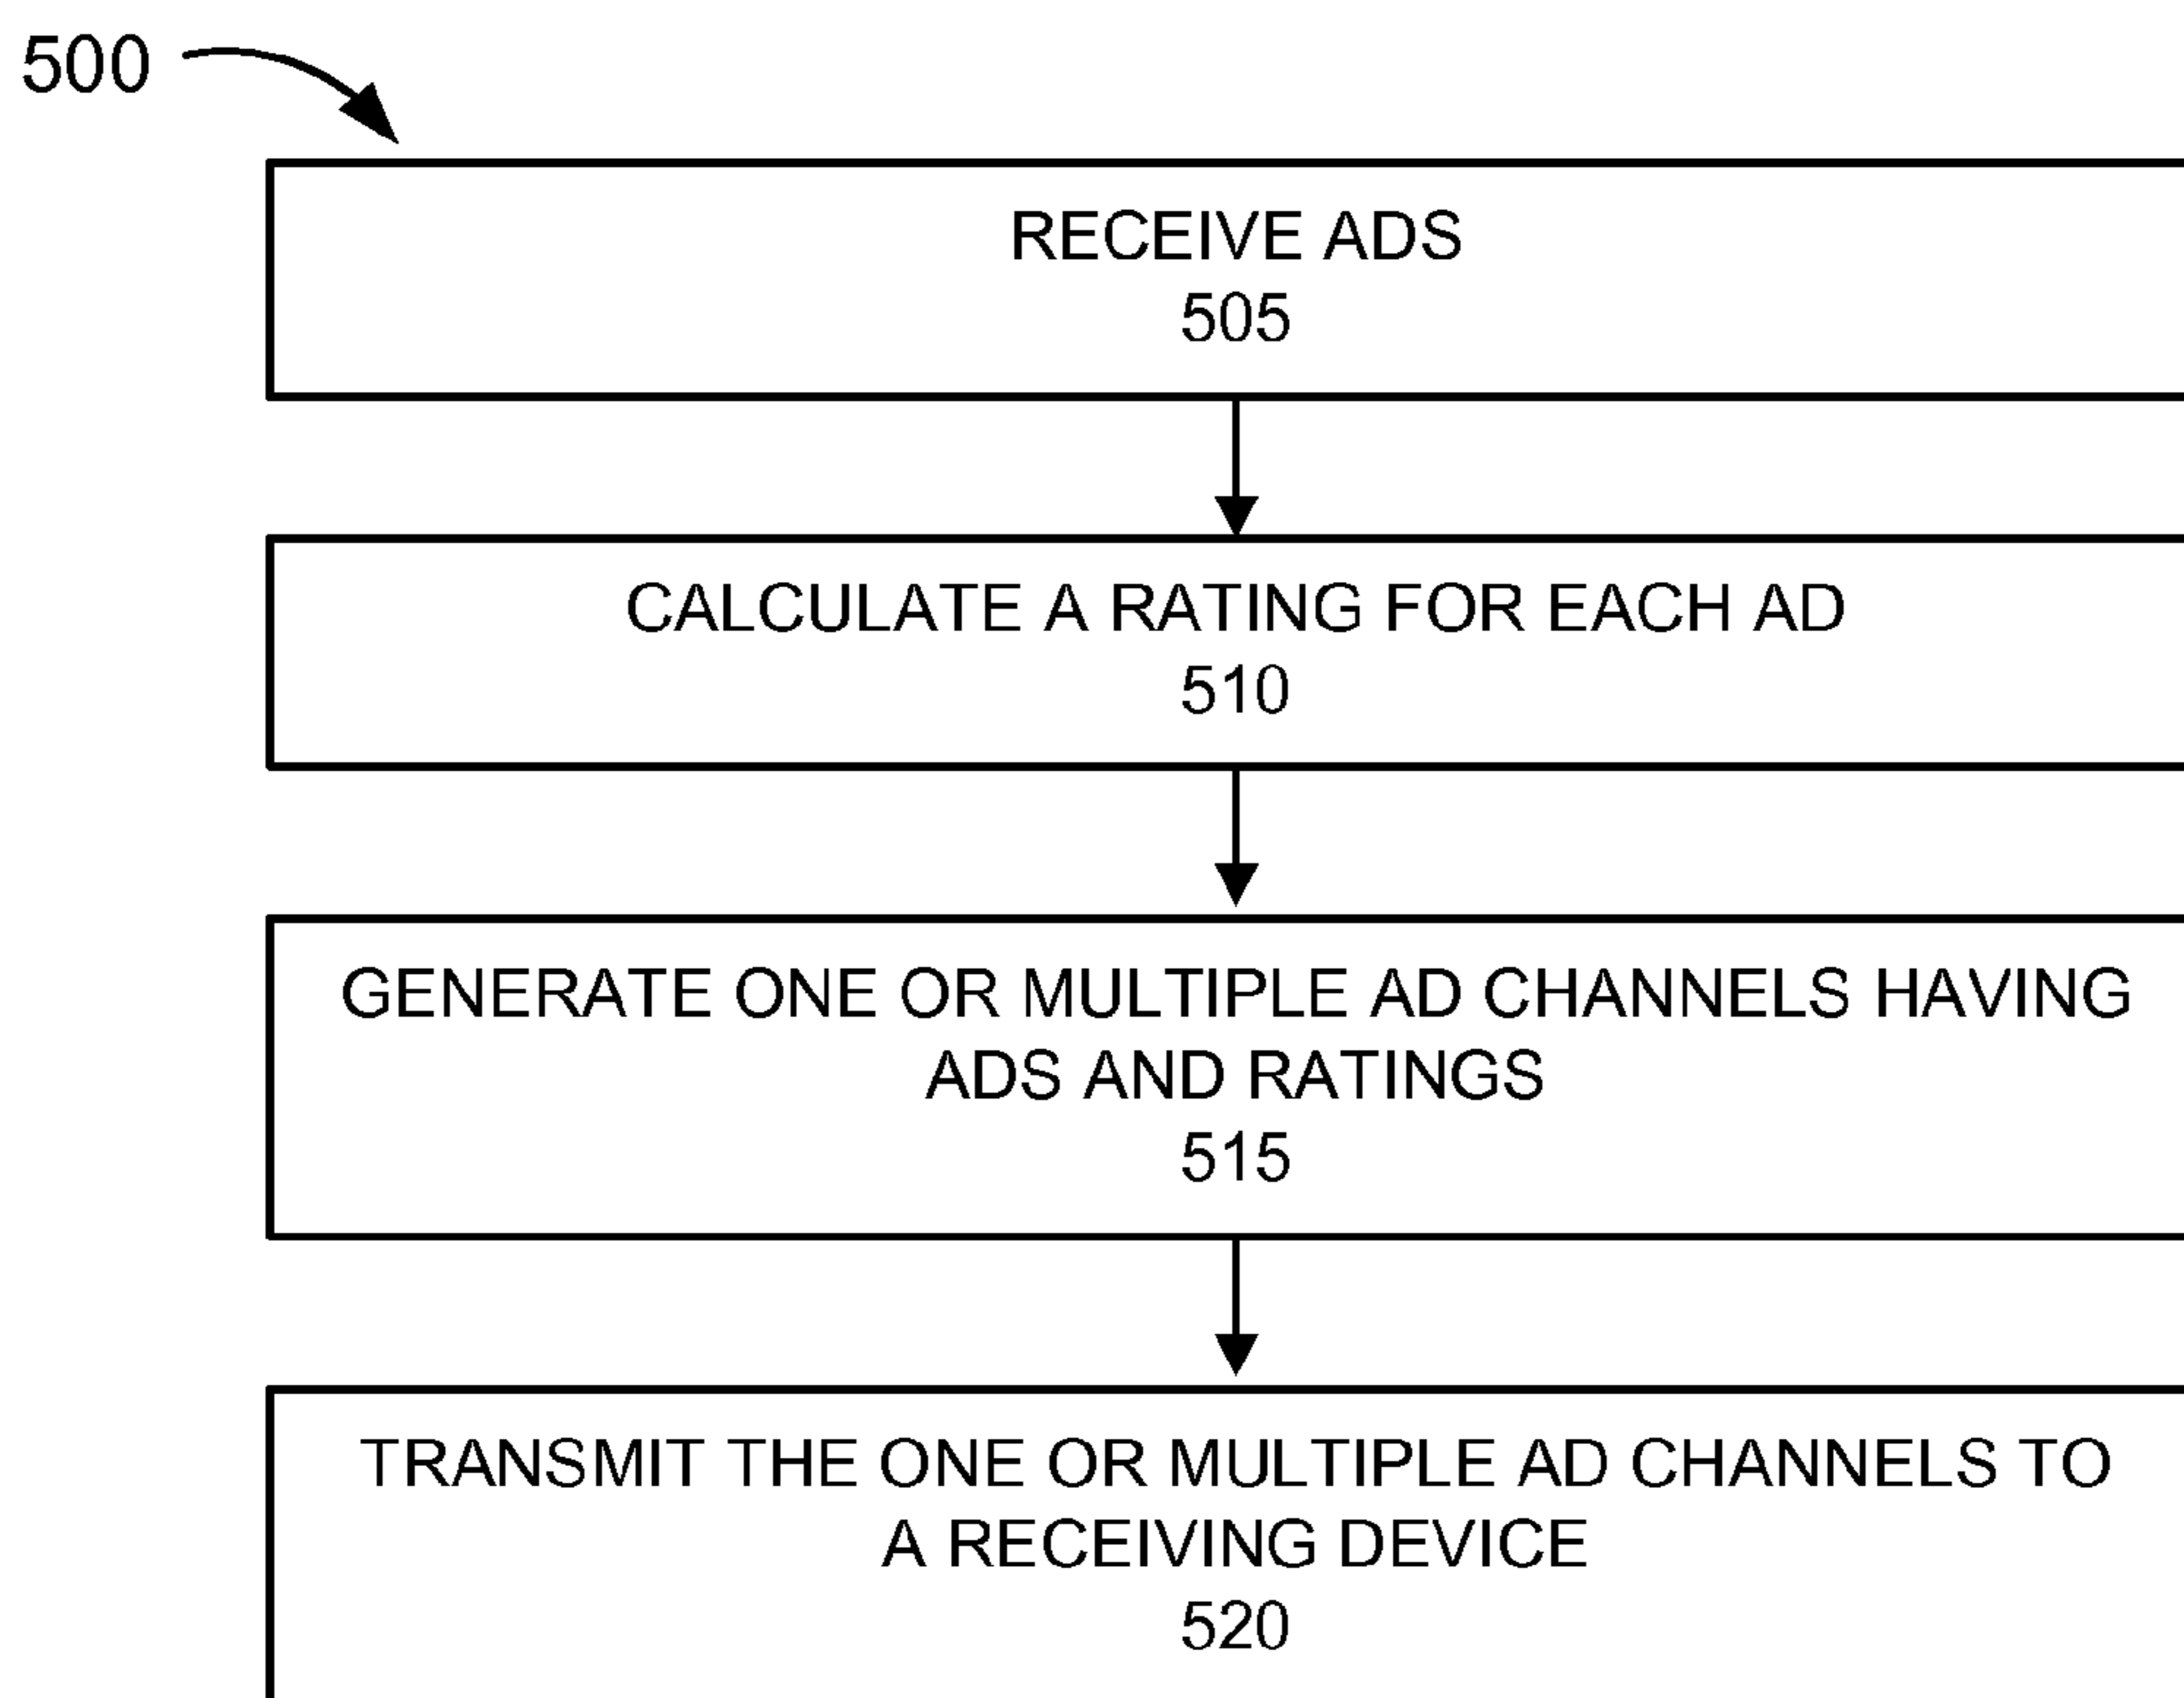 500
RECEIVE ADS
505
CALCULATE A RATING FOR EACH AD
510
GENERATE ONE OR MULTIPLE AD CHANNELS HAVING
ADS AND RATINGS
515
TRANSMIT THE ONE OR MULTIPLE AD CHANNELS TO
A RECEIVING DEVICE
520